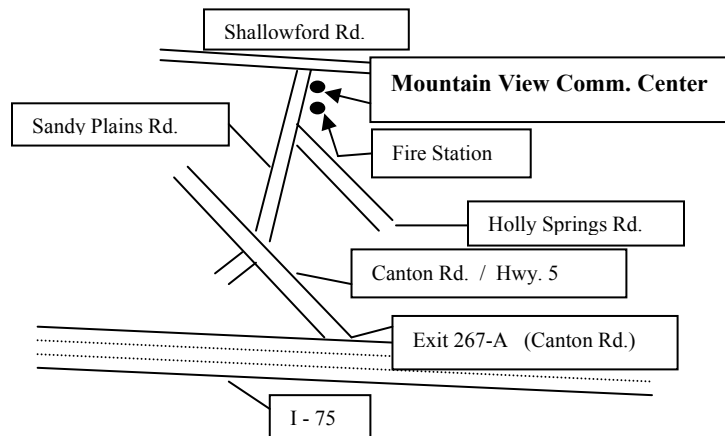 Shallowford Rd.
Mountain View Comm. Center
Sandy Plains Rd.
Fire Station
Holly Springs Rd.
Canton Rd. / Hwy. 5
Exit 267-A (Canton Rd.)
I - 75